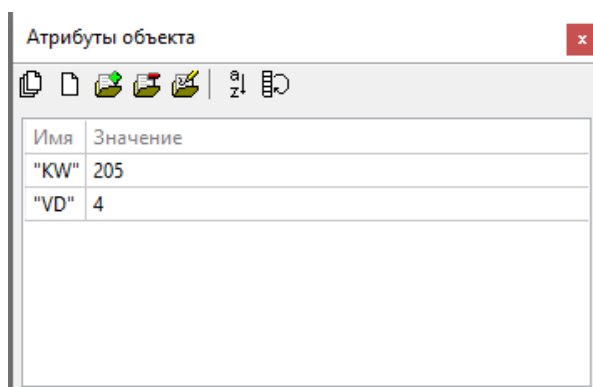 Атрибуты объекта
x
a
z
Имя Значение
"KW" 205
"VD" 4